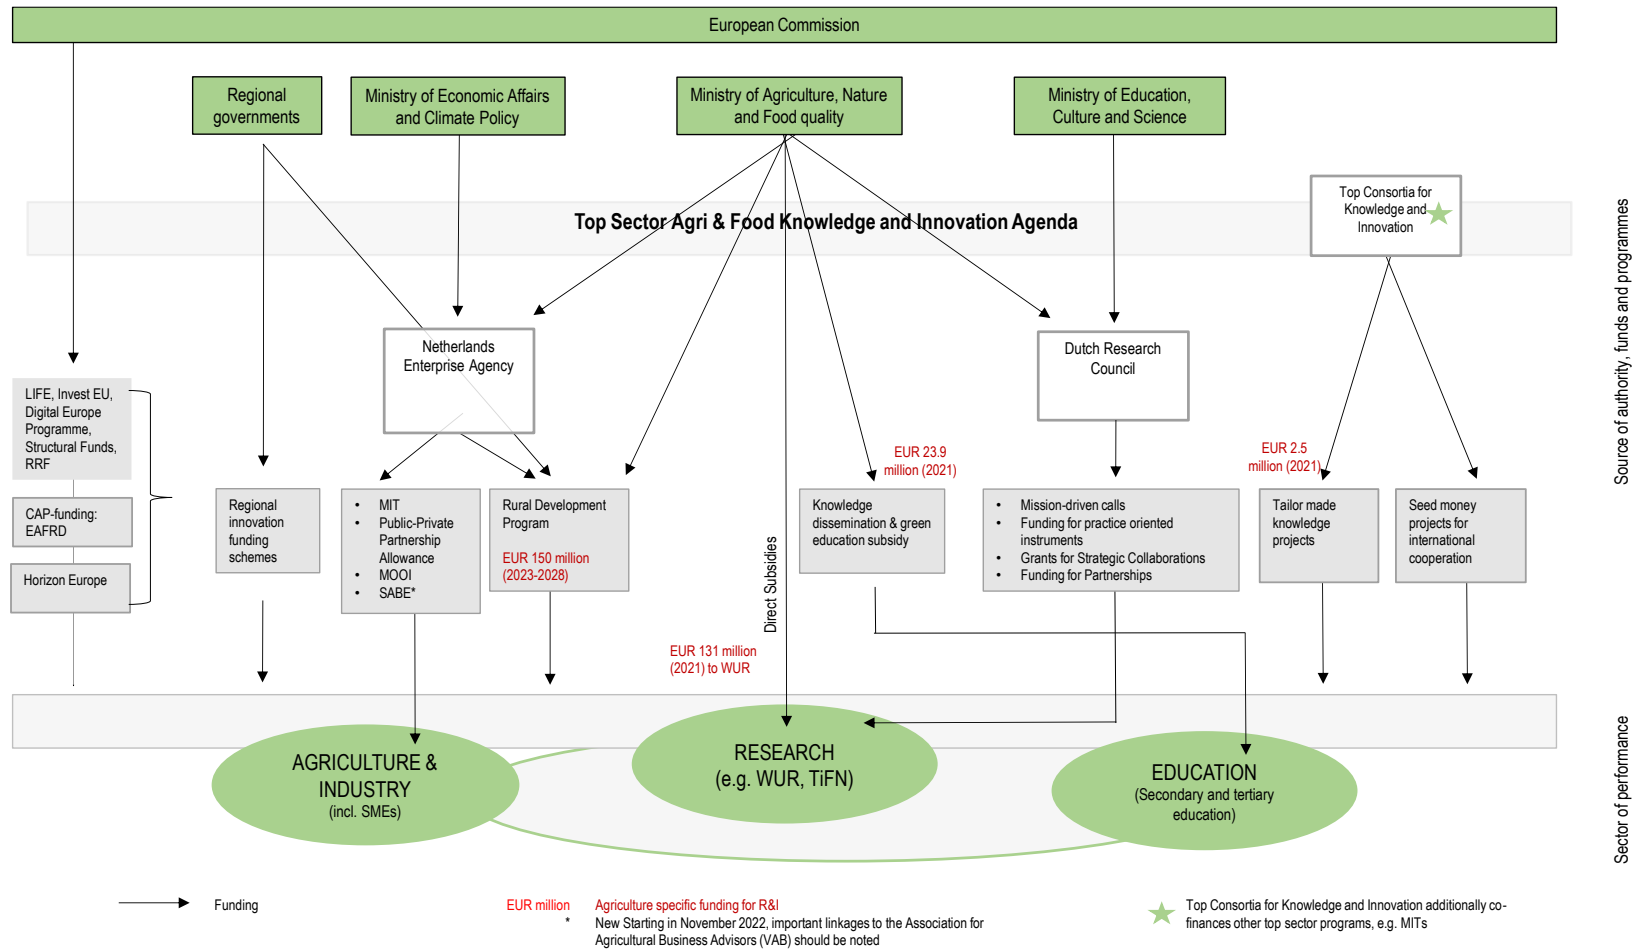 European Commission
Regional
governments
Ministry of Economic Affairs
and Climate Policy
Ministry of Agriculture, Nature
and Food quality
Ministry of Education,
Culture and Science
Top Consortia for
Knowledge and
Innovation
Top Sector Agri & Food Knowledge and Innovation Agenda
Source of authority, funds and programmes
Netherlands
Enterprise Agency
Dutch Research
Council
LIFE, Invest EU,
Digital Europe
Programme,
Structural Funds,
RRF
CAP-funding:
EAFRD
Horizon Europe
Regional
innovation
funding
schemes
• MIT
• Public-Private
Partnership
Allowance
• MOOI
• SABE*
Rural Development
Program
EUR 150 million
(2023-2028)
Direct Subsidies
EUR 131 million
(2021) to WUR
EUR 23.9
million (2021)
Knowledge
dissemination & green
education subsidy
• Mission-driven calls
• Funding for practice oriented
instruments
• Grants for Strategic Collaborations
• Funding for Partnerships
EUR 2.5
million (2021)
Tailor made
knowledge
projects
Seed money
projects for
international
cooperation
AGRICULTURE &
INDUSTRY
(incl. SMEs)
RESEARCH
(e.g. WUR, TiFN)
EDUCATION
(Secondary and tertiary
education)
Sector of performance
Funding
EUR million Agriculture specific funding for R&I
* New Starting in November 2022, important linkages to the Association for
Agricultural Business Advisors (VAB) should be noted
Top Consortia for Knowledge and Innovation additionally co-
finances other top sector programs, e.g. MITs